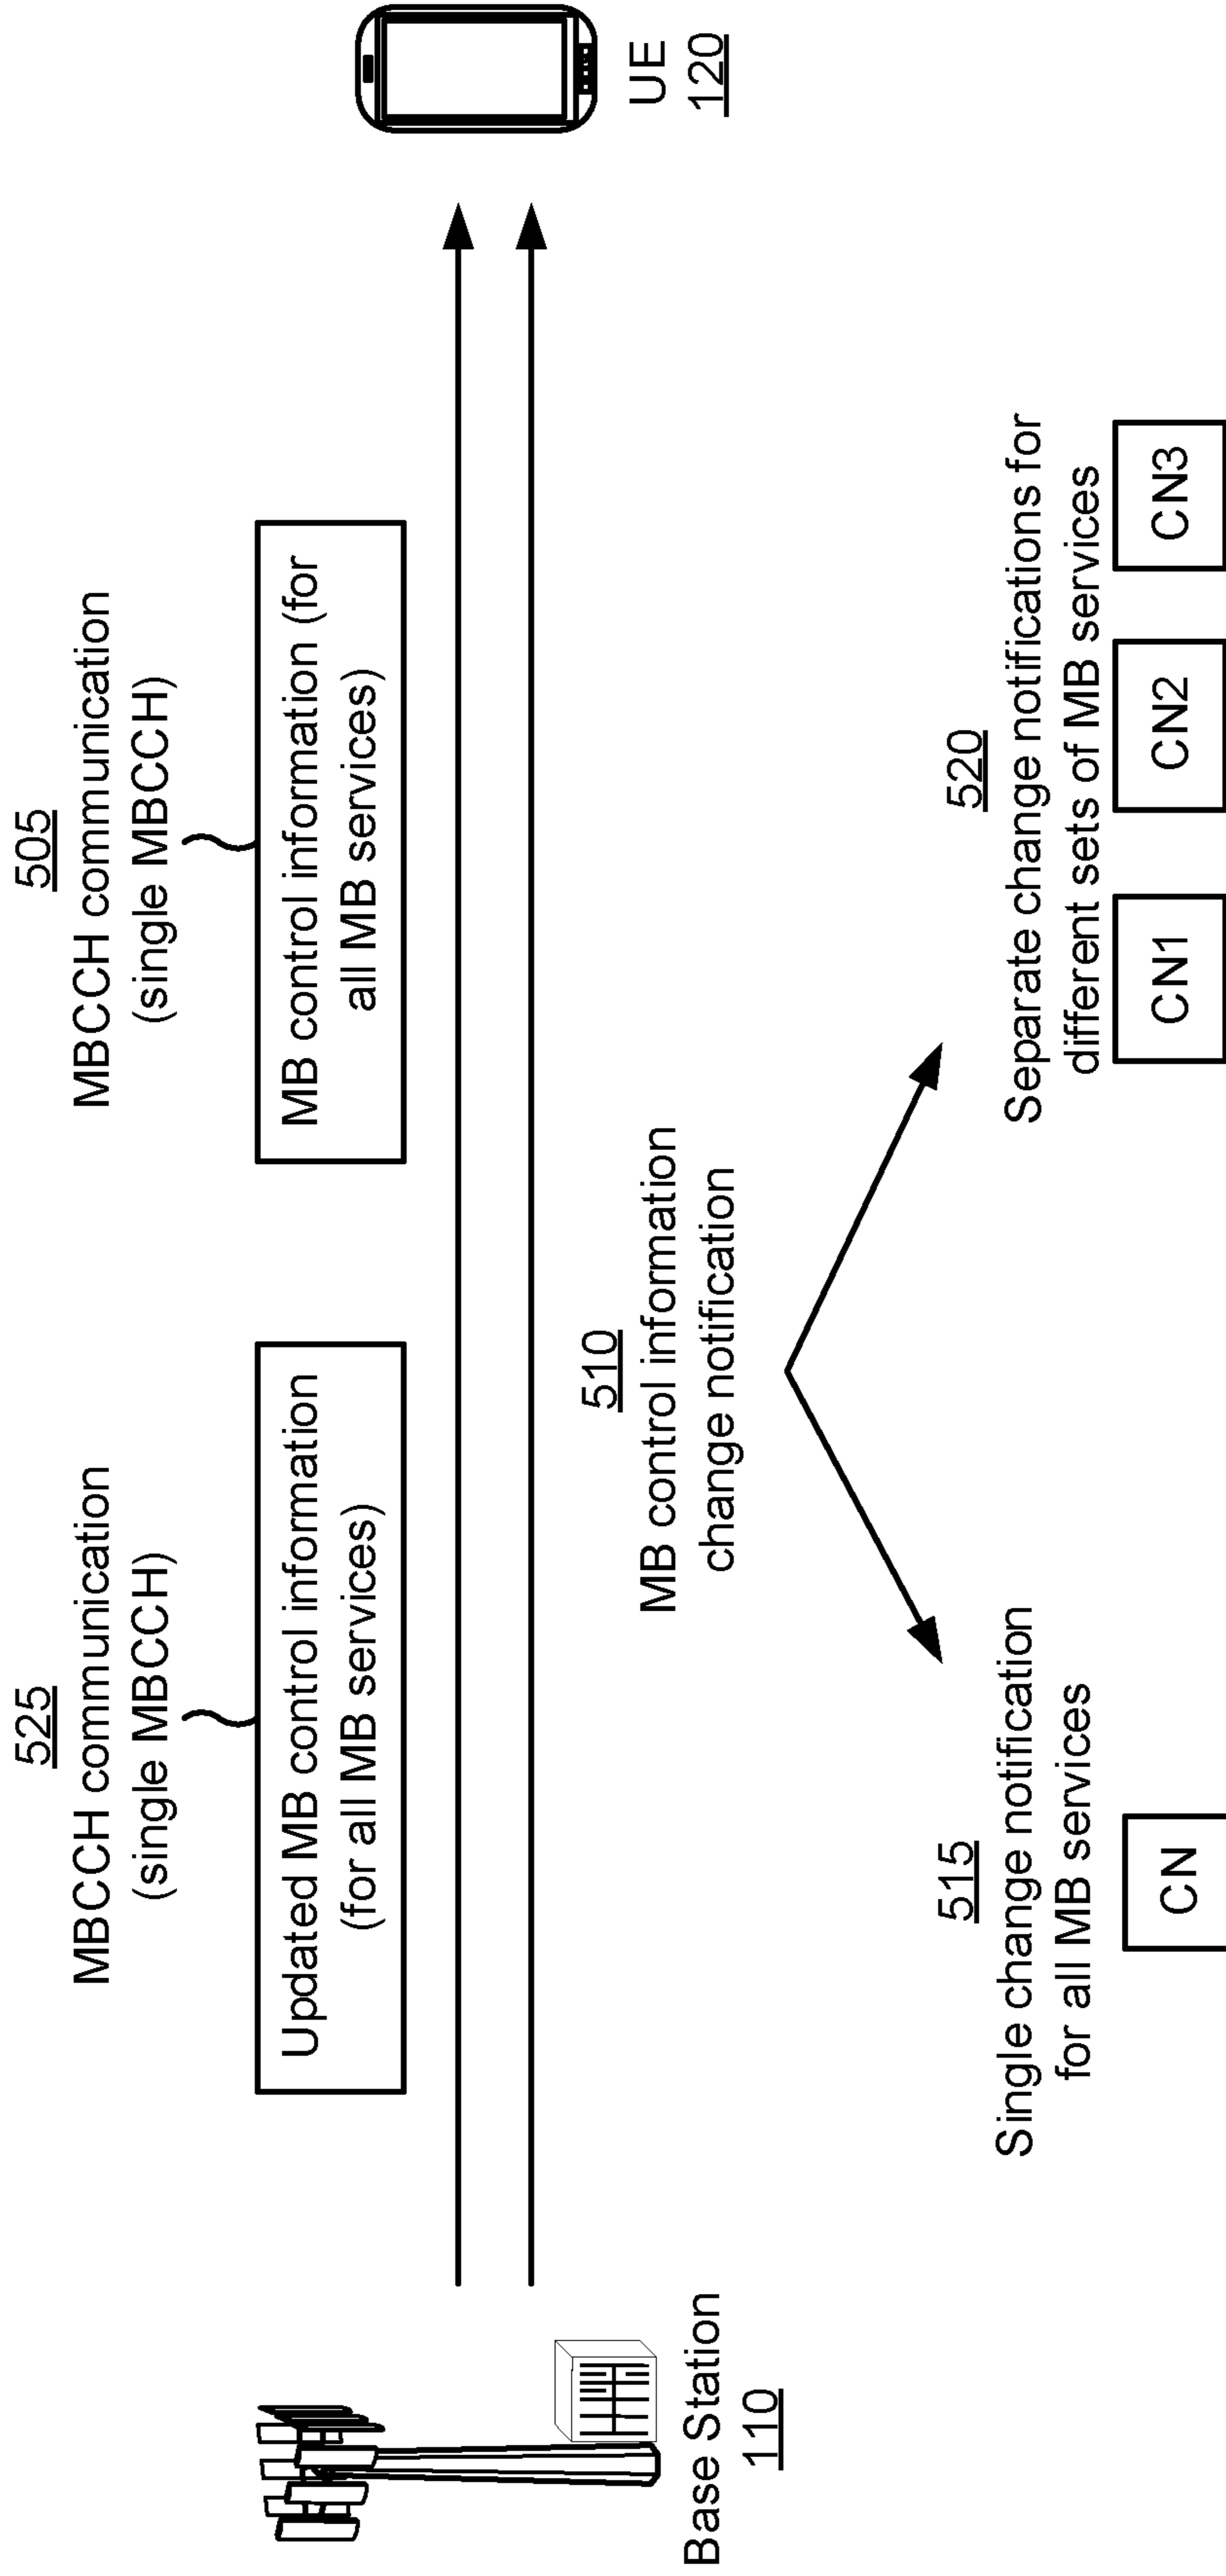 525
MBCCH communication
(single MBCCH)
505
MBCCH communication
(single MBCCH)
Updated MB control information
(for all MB services)
MB control information (for
all MB services)
Base Station
110
UE
120
510
MB control information
change notification
515
Single change notification
for all MB services
CN
520
Separate change notifications for
different sets of MB services
CN1
CN2
CN3